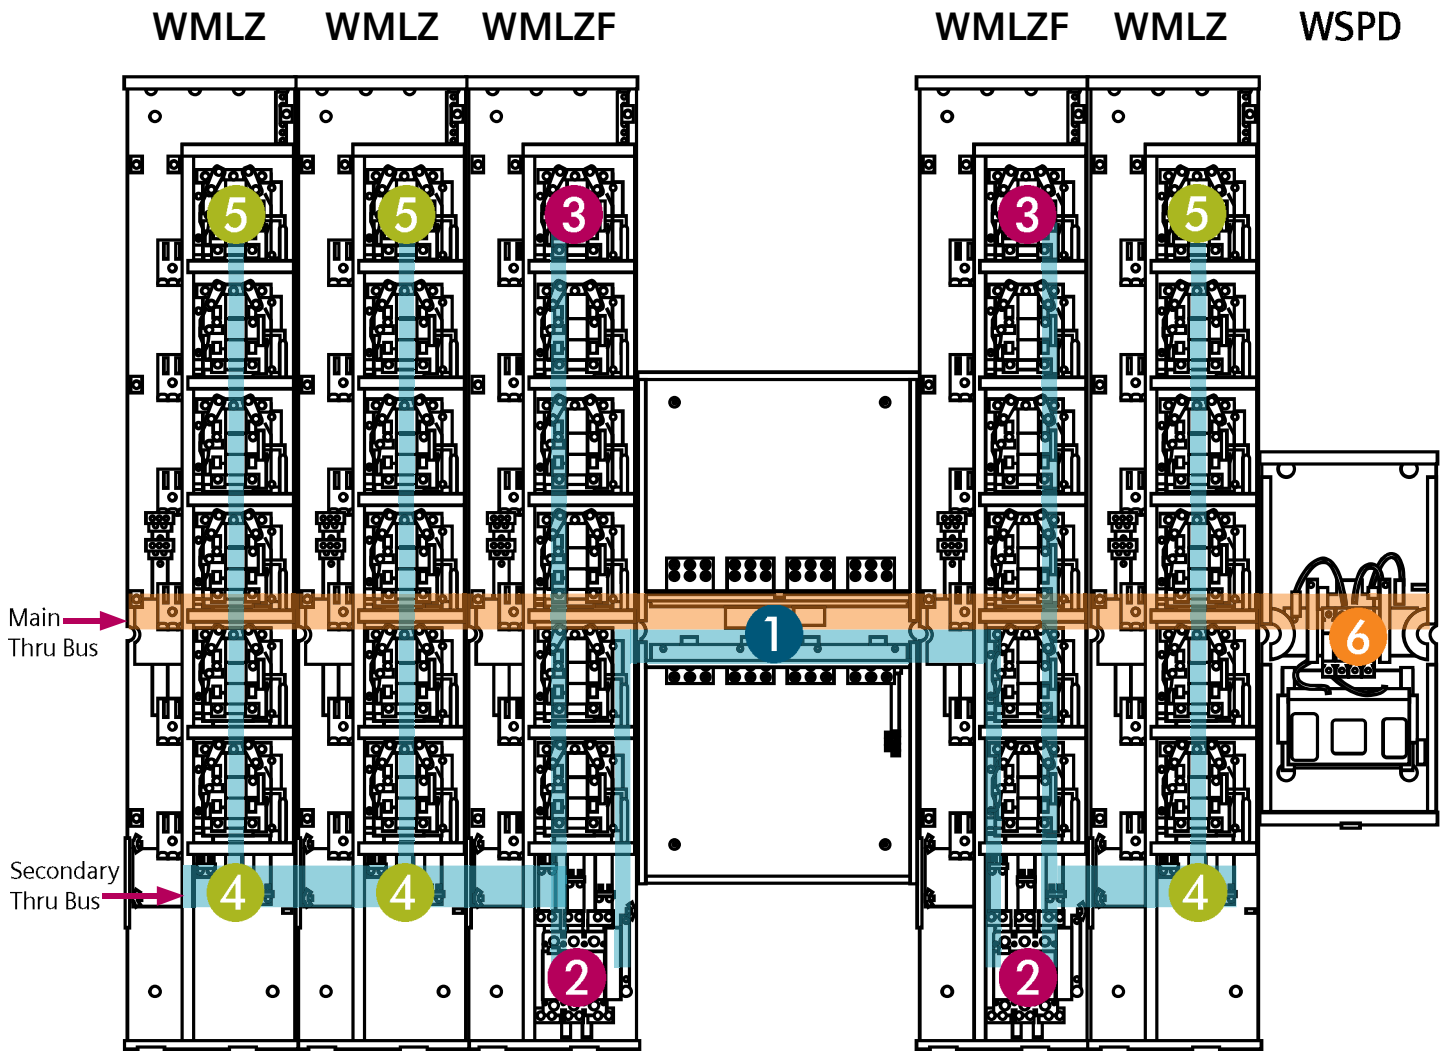 WMLZ WMLZ WMLZF WMLZF WMLZ WSPD
5 5 3 3 5
Main
Thru Bus
1 6
Secondary
Thru Bus
4 4 4
2 2